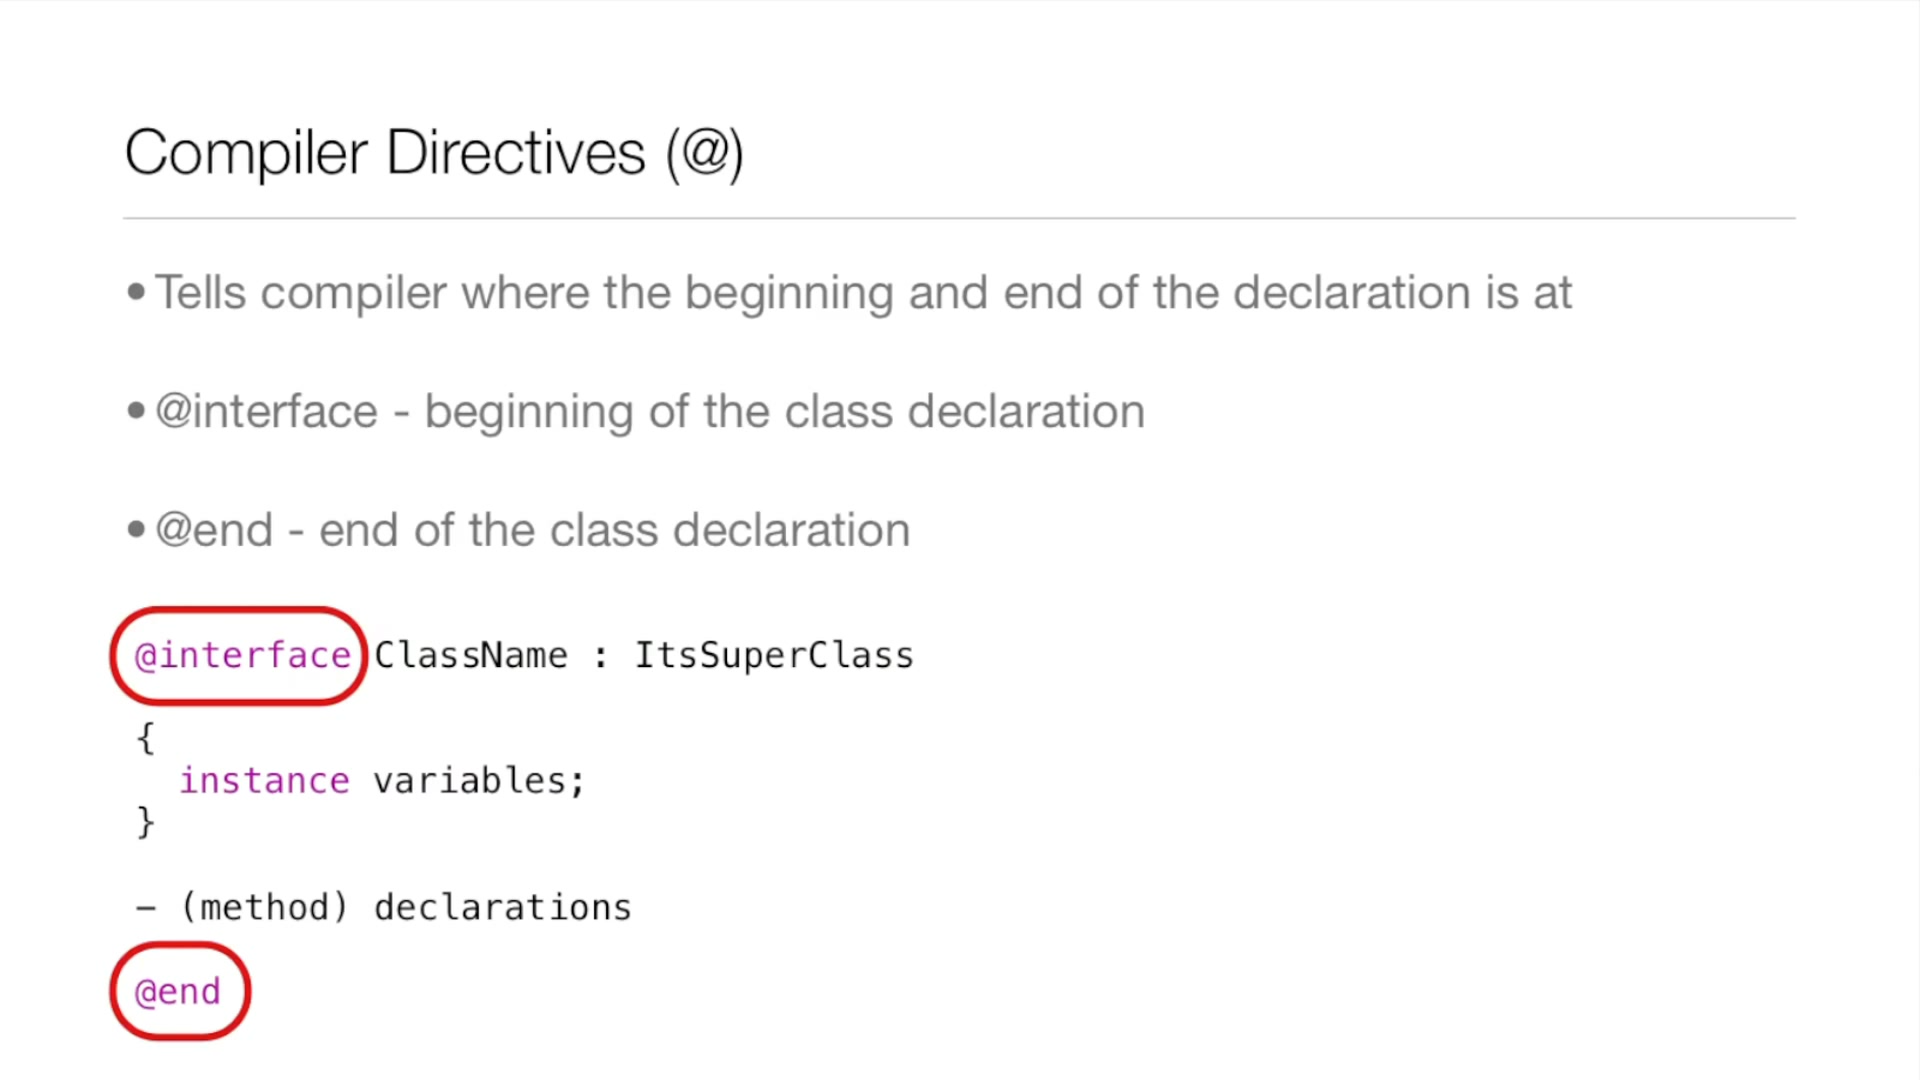 Compiler Directives (@)
• Tells compiler where the beginning and end of the declaration is at
• @interface - beginning of the class declaration
• @end - end of the class declaration
@interface ClassName : ItsSuperClass
{
instance variables;
}
– (method) declarations
@end